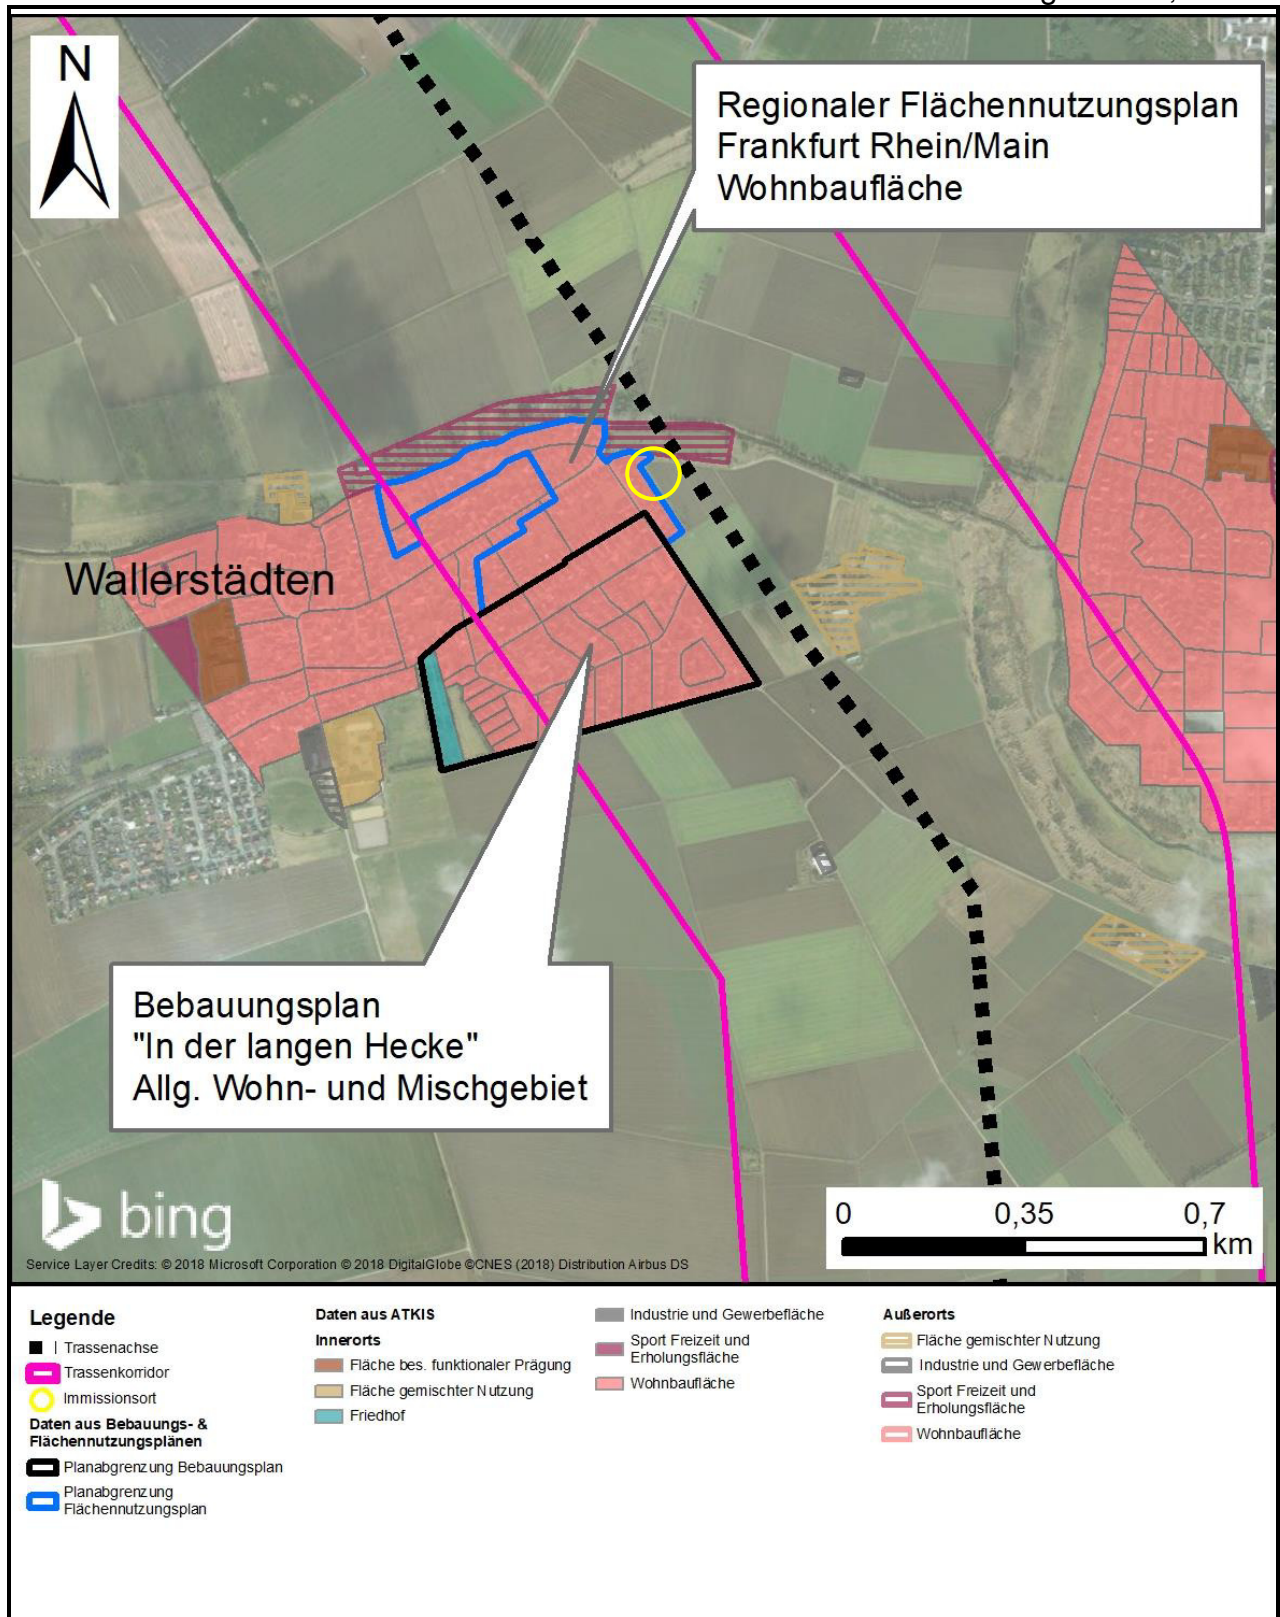 N
Regionaler Flächennutzungsplan
Frankfurt Rhein/Main
Wohnbaufläche
Wallerstädten
Bebauungsplan
"In der langen Hecke"
Allg. Wohn- und Mischgebiet
bing
0 0,35 0,7
km
Service Layer Credits: © 2018 Microsoft Corporation © 2018 DigitalGlobe ©CNES (2018) Distribution Airbus DS
Legende
Trassenachse
Trassenkorridor
Immissionsort
Daten aus Bebauungs- &
Flächennutzungsplänen
Planabgrenzung Bebauungsplan
Planabgrenzung
Flächennutzungsplan
Daten aus ATKIS
Innerorts
Fläche bes. funktionaler Prägung
Fläche gemischter Nutzung
Friedhof
Industrie und Gewerbefläche
Sport Freizeit und
Erholungsfläche
Wohnbaufläche
Außerorts
Fläche gemischter Nutzung
Industrie und Gewerbefläche
Sport Freizeit und
Erholungsfläche
Wohnbaufläche